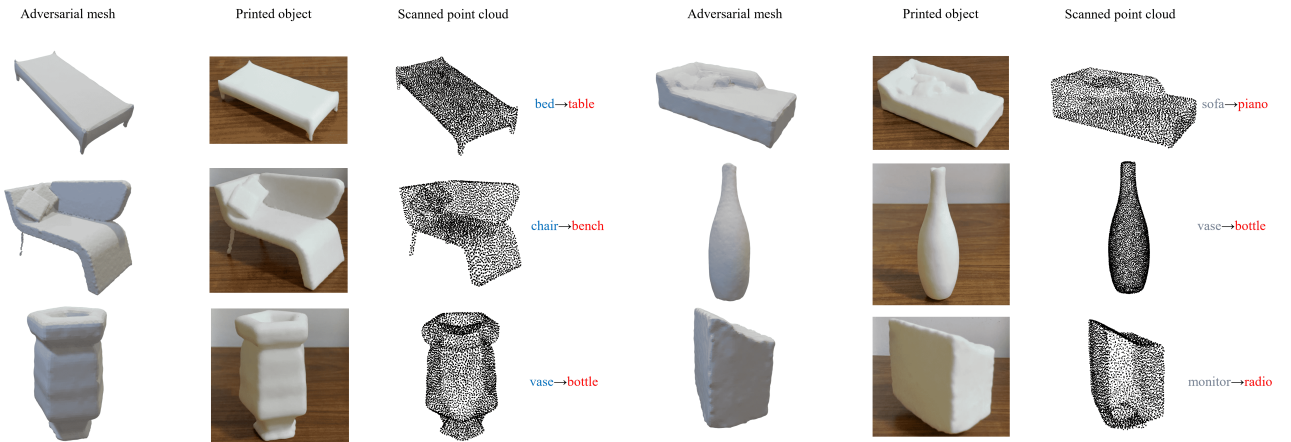 Adversarial mesh Printed object Scanned point cloud Adversarial mesh Printed object Scanned point cloud
bed→table
sofa→piano
chair→bench
vase→bottle
vase→bottle
monitor→radio